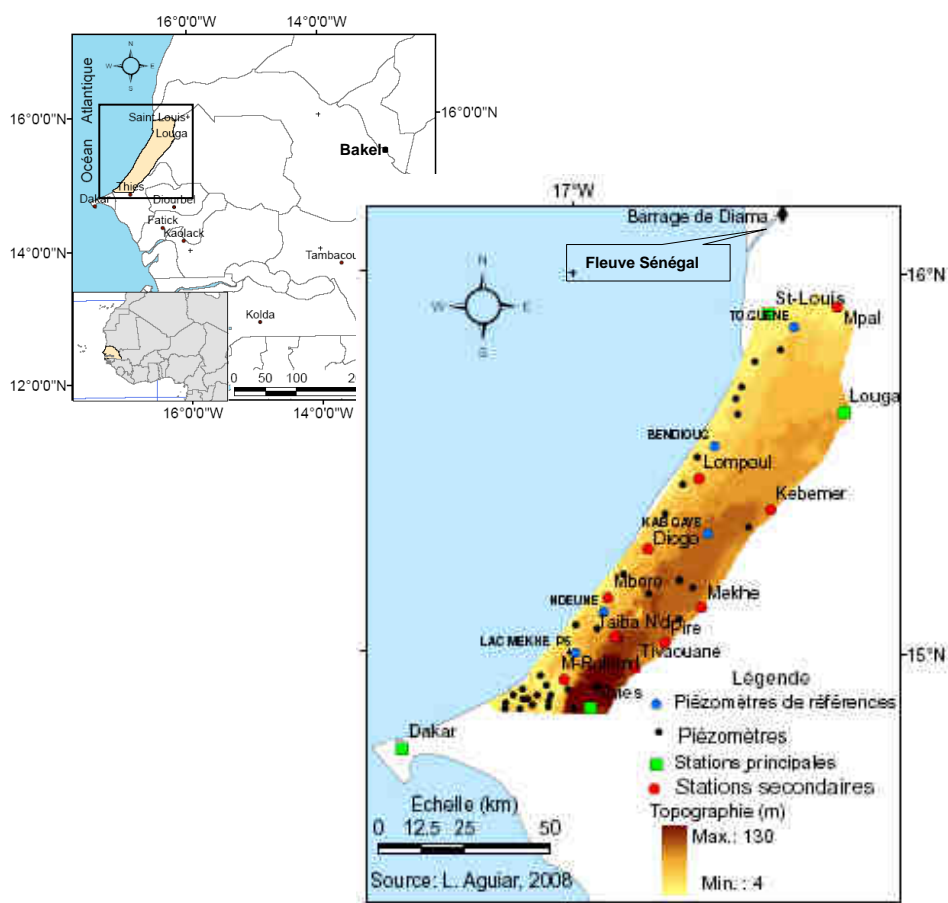 16°0'0"W 14°0'0"W
N
W E
S
Océan Atlantique
16°0'0"N
16°0'0"N
Saint Louis
Louga
Bakel
Thies
Dakar
Diourbel
Fatick
Kaolack
14°0'0"N
Tambacou
Kolda
12°0'0"N
0 50 100 20
16°0'0"W 14°0'0"W
17°W
Barrage de Diama
Fleuve Sénégal
16°N
N
W E
S
St-Louis
Mpal
Louga
BENDIOUG
Lompoul
Kebemer
KAB GAYE
Diogo
Mboro
Mekhe
NDEUNE
Taiba N'd
Pire
LAC MEKHE P5
Tivaouane
15°N
Légende
Piézomètres de références
Piézomètres
Stations principales
Stations secondaires
Dakar
Echelle (km)
0 12.5 25 50
Topographie (m)
Max.: 130
Min. : 4
Source: L. Aguiar, 2008